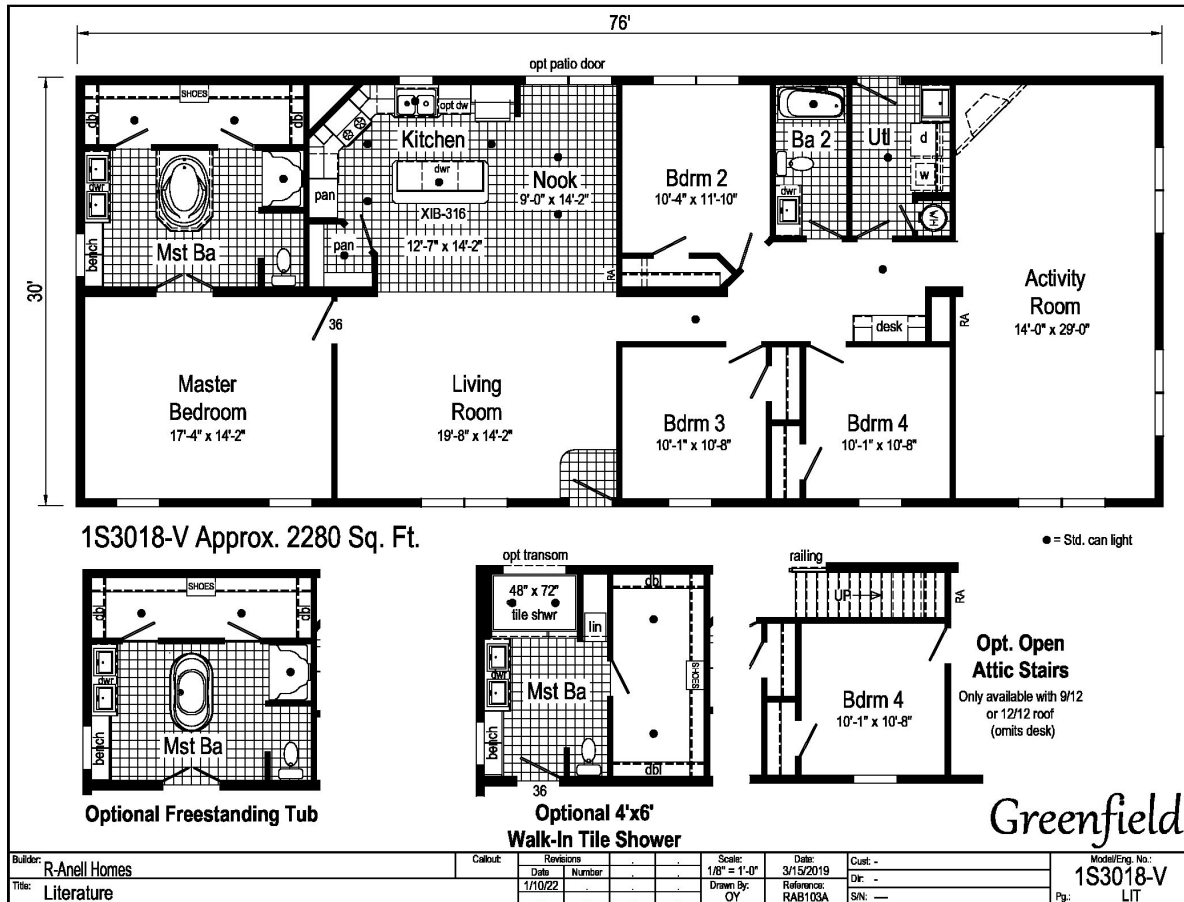 76'
opt patio door
30'
SHOES
dbl
dbl
dwr
bench
Mst Ba
opt dw
Kitchen
dwr
XIB-316
12'-7" x 14'-2"
pan
pan
Nook
9'-0" x 14'-2"
RA
Bdrm 2
10'-4" x 11'-10"
Ba 2
dwr
Utl
d
w
WH
Activity
Room
14'-0" x 29'-0"
RA
desk
36
Master
Bedroom
17'-4" x 14'-2"
Living
Room
19'-8" x 14'-2"
Bdrm 3
10'-1" x 10'-8"
Bdrm 4
10'-1" x 10'-8"
1S3018-V Approx. 2280 Sq. Ft.
● = Std. can light
SHOES
dbl
dbl
dwr
bench
Mst Ba
Optional Freestanding Tub
opt transom
48" x 72"
tile shwr
lin
dbl
SHOES
dwr
Mst Ba
bench
dbl
36
Optional 4'x6'
Walk-In Tile Shower
railing
UP
RA
Bdrm 4
10'-1" x 10'-8"
Opt. Open
Attic Stairs
Only available with 9/12
or 12/12 roof
(omits desk)
Greenfield
Builder: R-Anell Homes
Title: Literature
Callout:
Revisions
Date Number
1/10/22
Scale:
1/8" = 1'-0"
Drawn By:
OY
Date:
3/15/2019
Reference:
RAB103A
Cust: -
Dir: -
S/N: —
Model/Eng. No.:
1S3018-V
Pg.: LIT